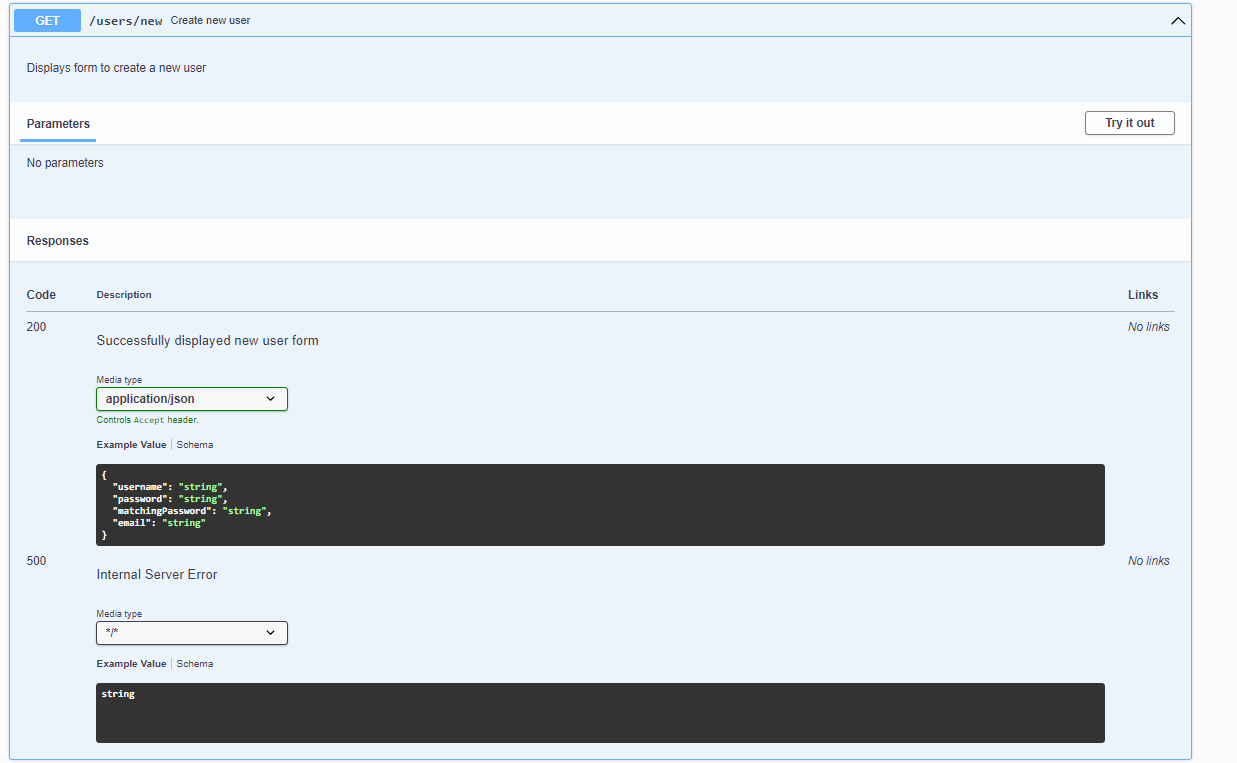 GET /users/new Create new user
Displays form to create a new user
Parameters Try it out
No parameters
Responses
Code Description Links
200 Successfully displayed new user form No links
Media type
application/json
Controls Accept header.
Example Value Schema
{
  "username": "string",
  "password": "string",
  "matchingPassword": "string",
  "email": "string"
}
500 Internal Server Error No links
Media type
*/*
Example Value Schema
string